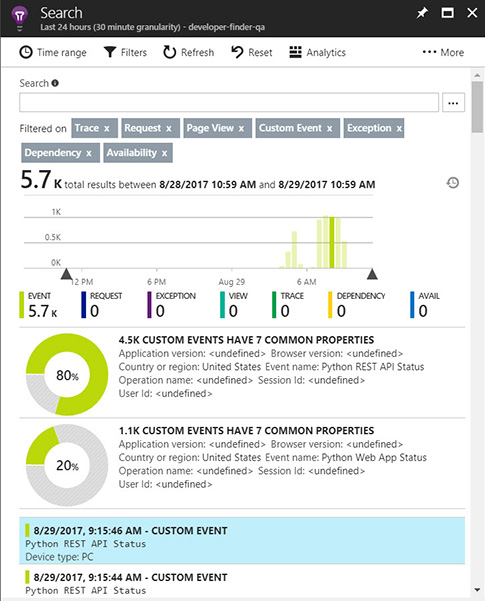 Search
Last 24 hours (30 minute granularity) - developer-finder-qa
Time range Filters Refresh Reset Analytics ··· More
Search
...
Filtered on Trace x Request x Page View x Custom Event x Exception x
Dependency x Availability x
5.7 K total results between 8/28/2017 10:59 AM and 8/29/2017 10:59 AM
1K
0.5K
0K
12 PM 6 PM Aug 29 6 AM
EVENT REQUEST EXCEPTION VIEW TRACE DEPENDENCY AVAIL
5.7 K 0 0 0 0 0 0
80%
4.5K CUSTOM EVENTS HAVE 7 COMMON PROPERTIES
Application version: <undefined> Browser version: <undefined>
Country or region: United States Event name: Python REST API Status
Operation name: <undefined> Session Id: <undefined>
User Id: <undefined>
20%
1.1K CUSTOM EVENTS HAVE 7 COMMON PROPERTIES
Application version: <undefined> Browser version: <undefined>
Country or region: United States Event name: Python Web App Status
Operation name: <undefined> Session Id: <undefined>
User Id: <undefined>
8/29/2017, 9:15:46 AM - CUSTOM EVENT
Python REST API Status
Device type: PC
8/29/2017, 9:15:44 AM - CUSTOM EVENT
Python REST API Status